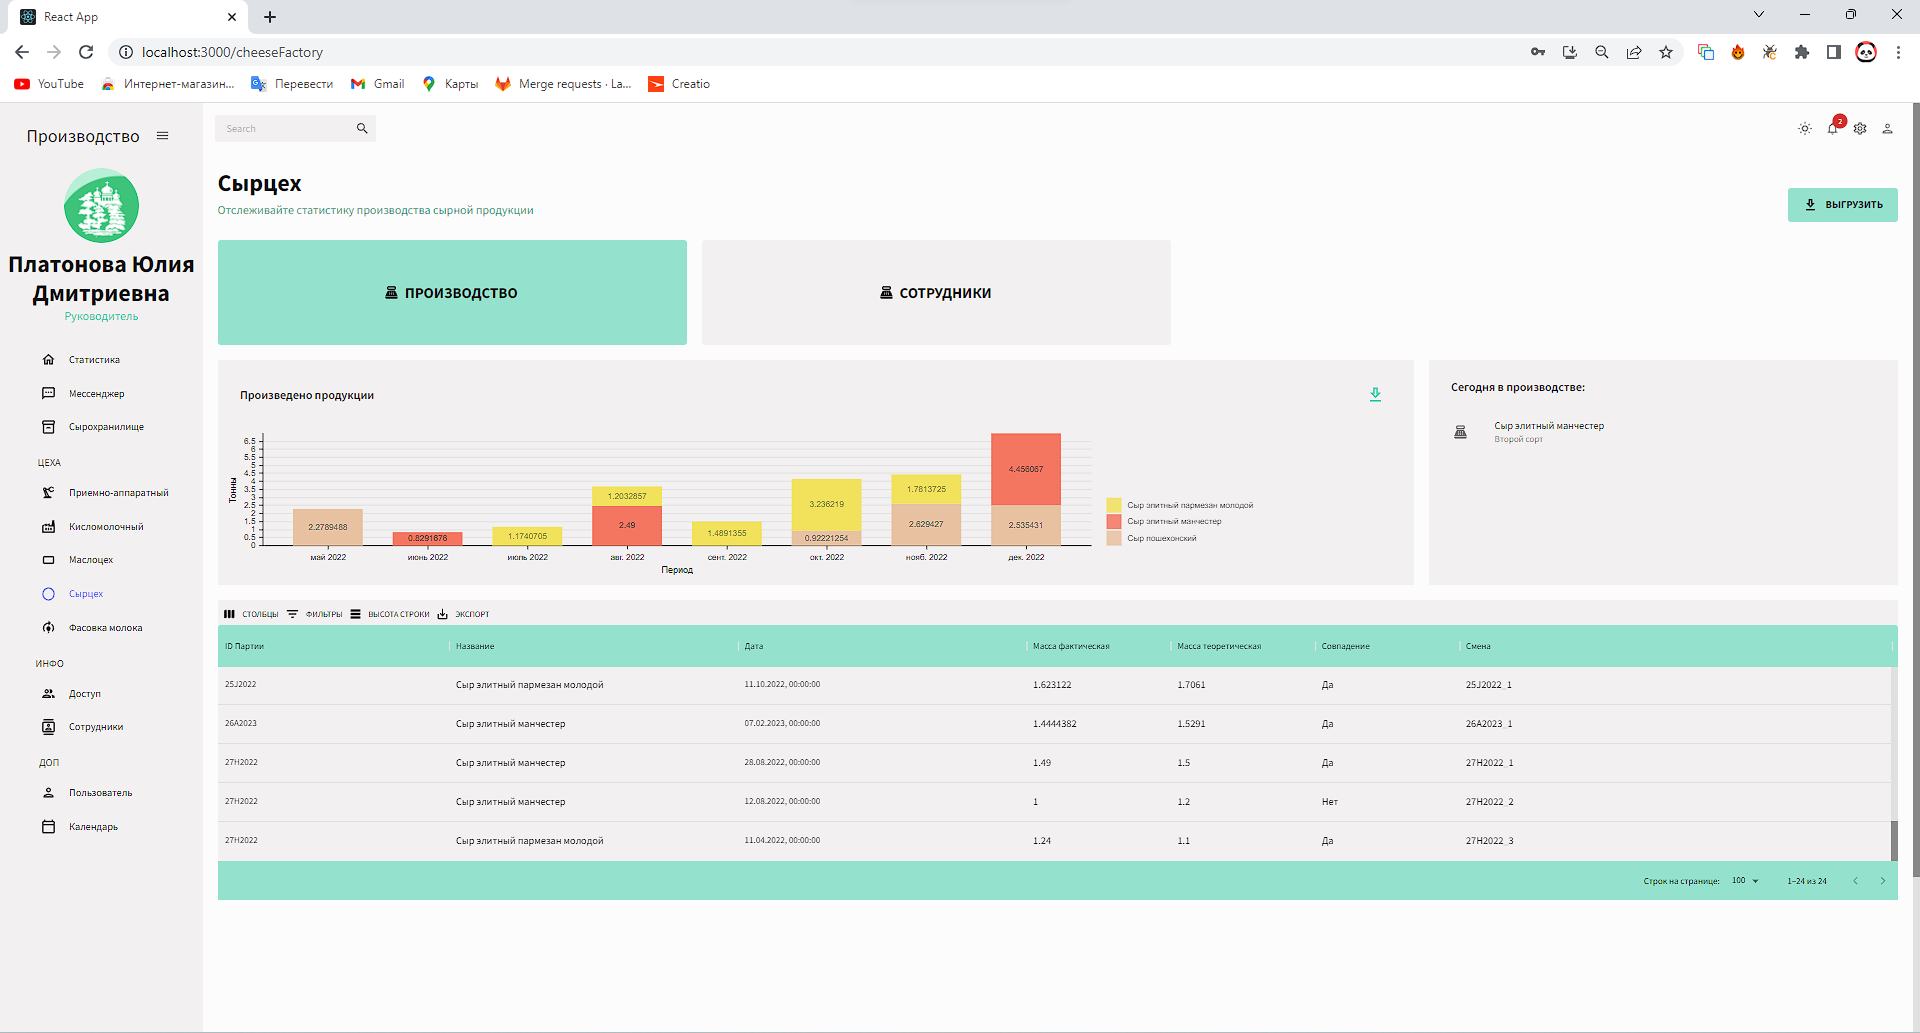 React App
localhost:3000/cheeseFactory
YouTube
Интернет-магазин...
Перевести
Gmail
Карты
Merge requests · La...
Creatio
Производство
Search
2
Платонова Юлия
Дмитриевна
Руководитель
Статистика
Мессенджер
Сырохранилище
ЦЕХА
Приемно-аппаратный
Кисломолочный
Маслоцех
Сырцех
Фасовка молока
ИНФО
Доступ
Сотрудники
ДОП
Пользователь
Календарь
Сырцех
Отслеживайте статистику производства сырной продукции
ВЫГРУЗИТЬ
ПРОИЗВОДСТВО
СОТРУДНИКИ
Произведено продукции
Тонны
6.5
6
5.5
5
4.5
4
3.5
3
2.5
2
1.5
1
0.5
0
2.2789488
0.8291676
1.1740705
1.2032857
2.49
1.4891355
3.236219
0.92221254
1.7813725
2.629427
4.456067
2.535431
май 2022
июнь 2022
июль 2022
авг. 2022
сент. 2022
окт. 2022
нояб. 2022
дек. 2022
Период
Сыр элитный пармезан молодой
Сыр элитный манчестер
Сыр пошехонский
Сегодня в производстве:
Сыр элитный манчестер
Второй сорт
СТОЛБЦЫ ФИЛЬТРЫ ВЫСОТА СТРОКИ ЭКСПОРТ
ID Партии Название Дата Масса фактическая Масса теоретическая Совпадение Смена
25J2022 Сыр элитный пармезан молодой 11.10.2022, 00:00:00 1.623122 1.7061 Да 25J2022_1
26A2023 Сыр элитный манчестер 07.02.2023, 00:00:00 1.4444382 1.5291 Да 26A2023_1
27H2022 Сыр элитный манчестер 28.08.2022, 00:00:00 1.49 1.5 Да 27H2022_1
27H2022 Сыр элитный манчестер 12.08.2022, 00:00:00 1 1.2 Нет 27H2022_2
27H2022 Сыр элитный пармезан молодой 11.04.2022, 00:00:00 1.24 1.1 Да 27H2022_3
Строк на странице: 100 1–24 из 24